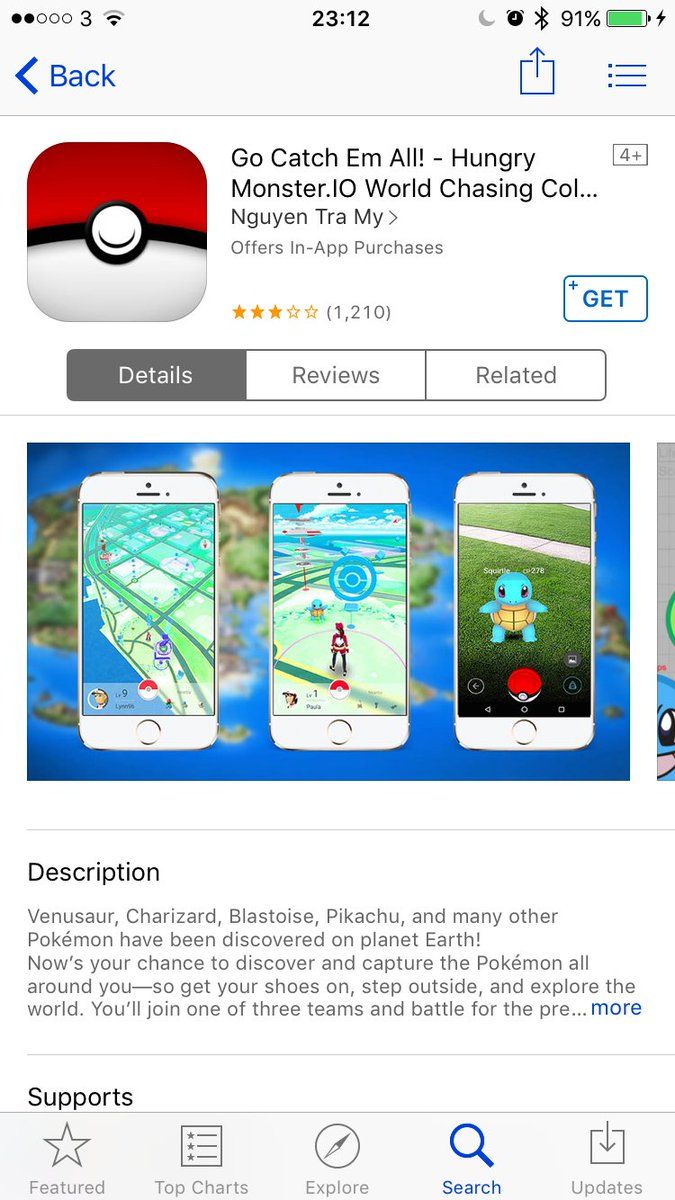 3 23:12 91%
Back
Go Catch Em All! - Hungry
Monster.IO World Chasing Col...
4+
Nguyen Tra My
Offers In-App Purchases
(1,210)
+ GET
Details Reviews Related
Squirtle CP278
Lv 9
Lynn96
Lv 1
Paula
Nearby
Description
Venusaur, Charizard, Blastoise, Pikachu, and many other
Pokémon have been discovered on planet Earth!
Now’s your chance to discover and capture the Pokémon all
around you—so get your shoes on, step outside, and explore the
world. You’ll join one of three teams and battle for the pre... more
Supports
Featured Top Charts Explore Search Updates